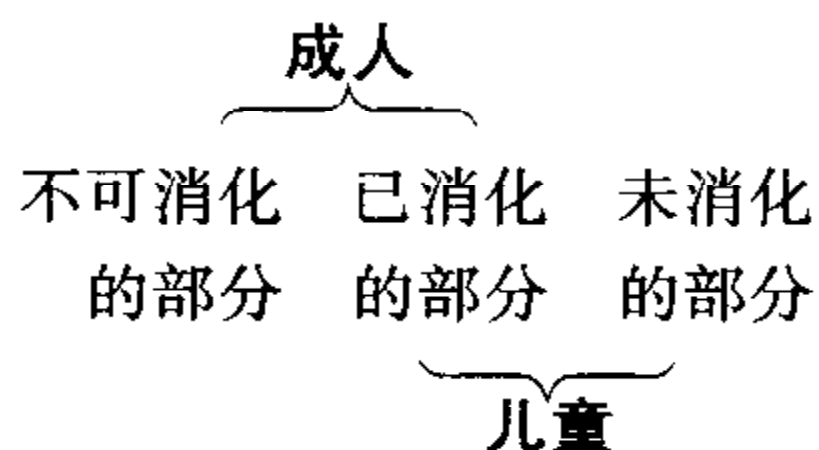 成人
不可消化 已消化 未消化
的部分 的部分 的部分
儿童